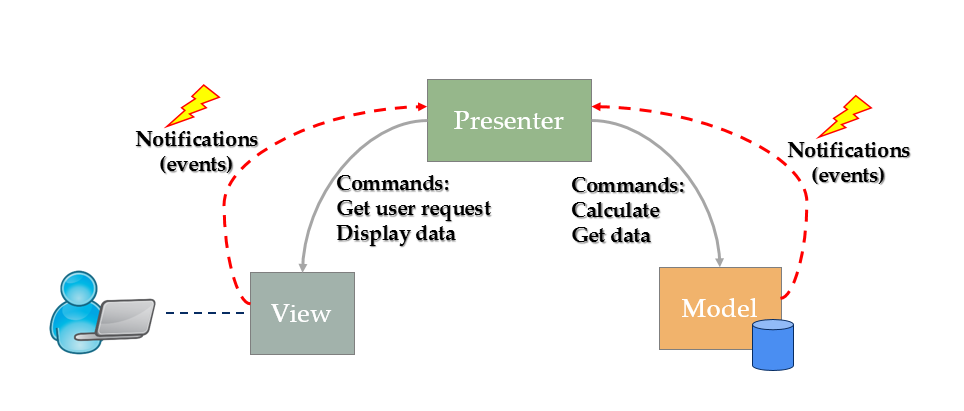 Presenter
Notifications
(events)
Notifications
(events)
Commands:
Get user request
Display data
Commands:
Calculate
Get data
View
Model